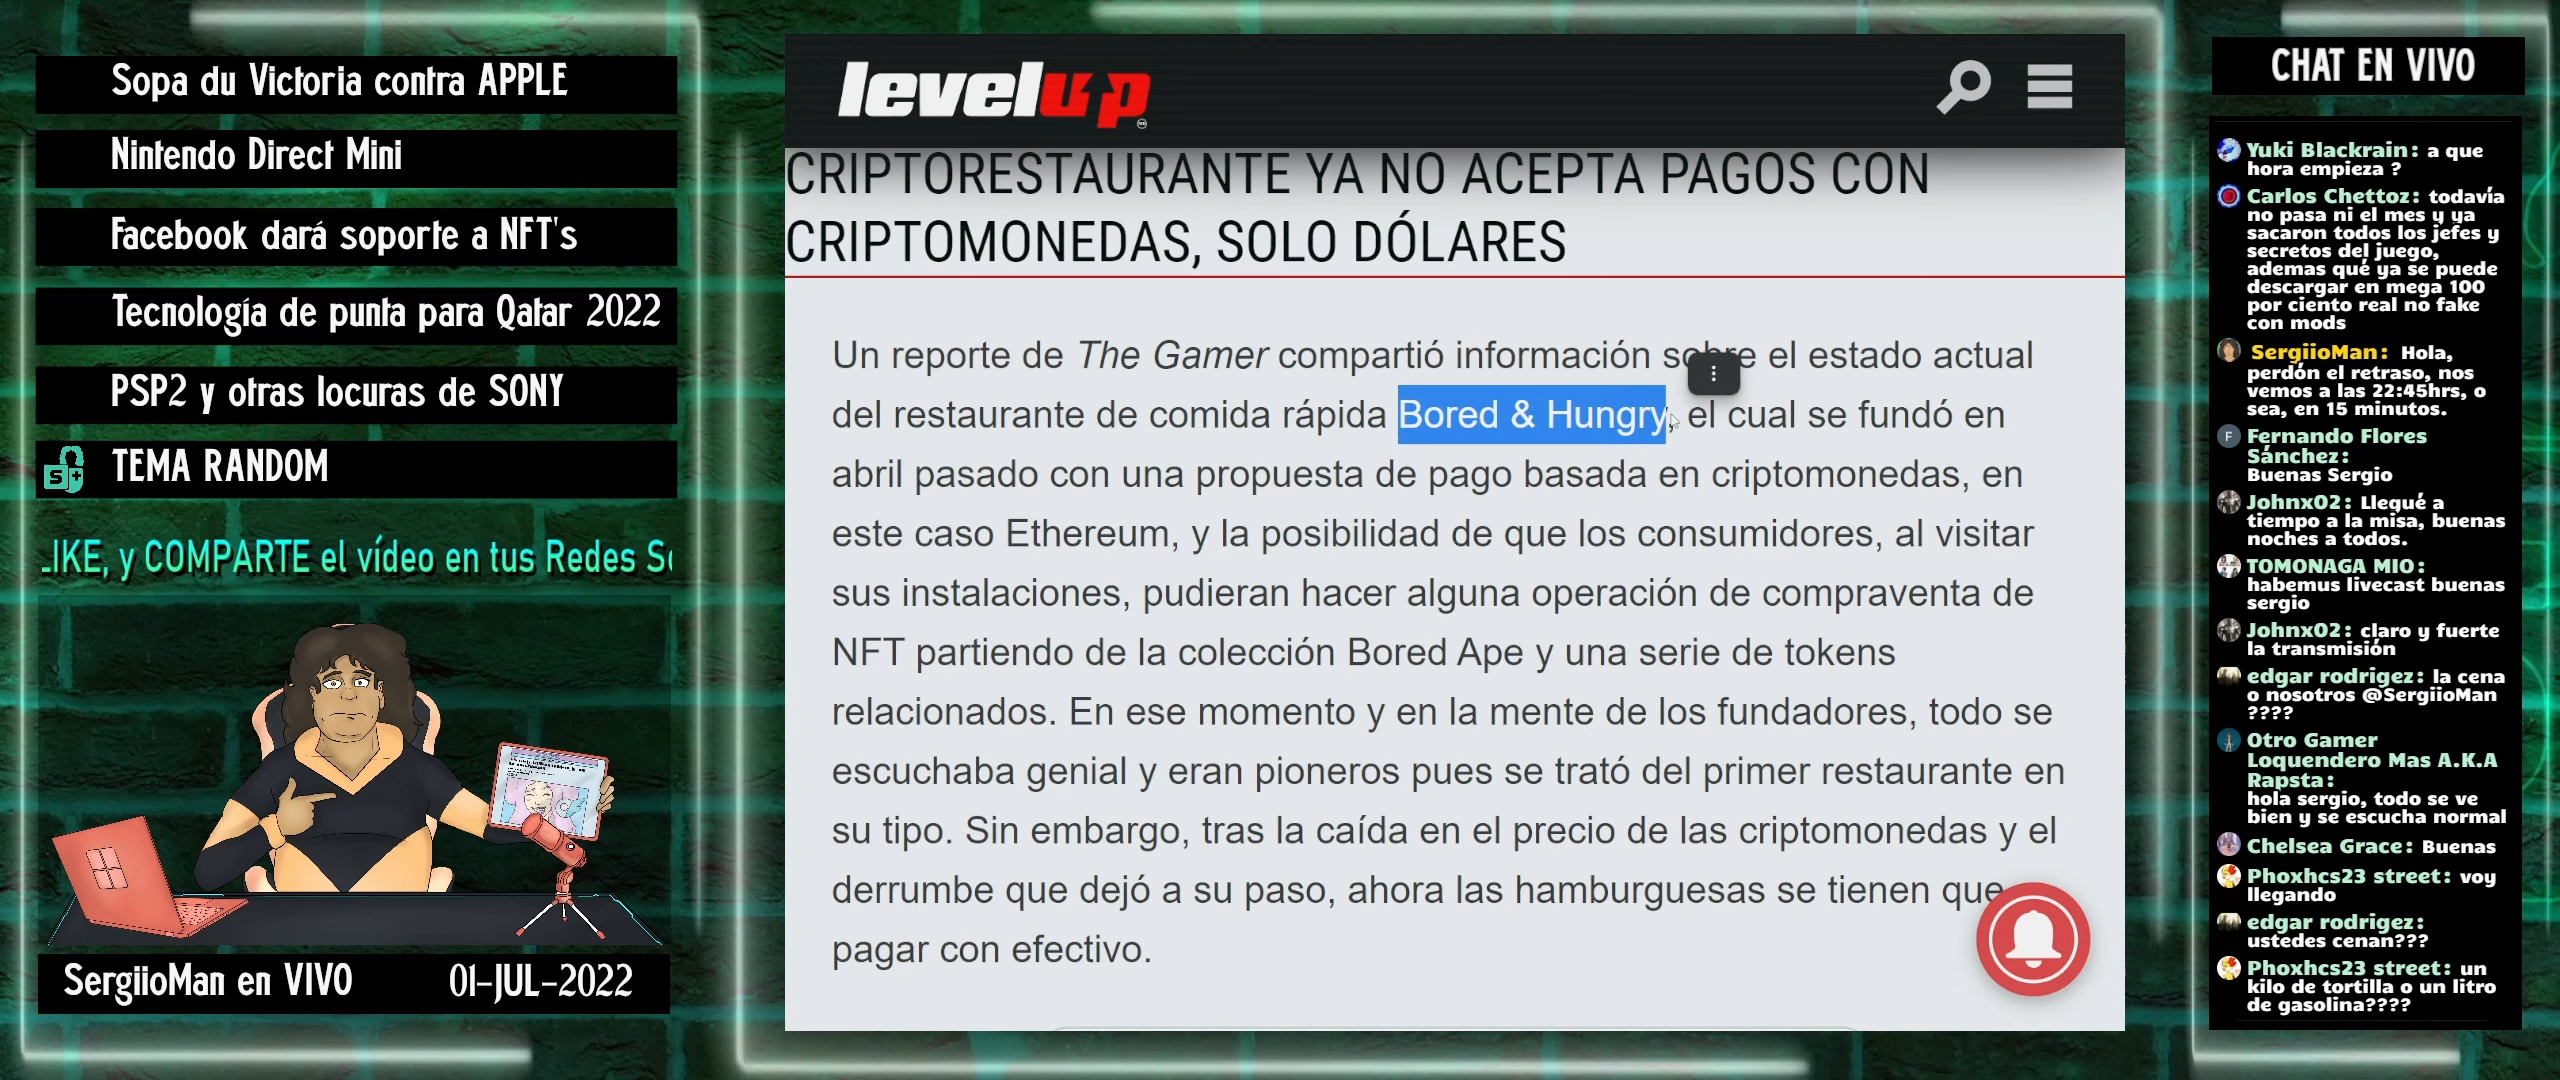 Sopa du Victoria contra APPLE
Nintendo Direct Mini
Facebook dará soporte a NFT's
Tecnología de punta para Qatar 2022
PSP2 y otras locuras de SONY
TEMA RANDOM
LIKE, y COMPARTE el vídeo en tus Redes So
SergiioMan en VIVO
01-JUL-2022
levelup
CRIPTORESTAURANTE YA NO ACEPTA PAGOS CON
CRIPTOMONEDAS, SOLO DÓLARES
Un reporte de The Gamer compartió información sobre el estado actual
del restaurante de comida rápida Bored & Hungry, el cual se fundó en
abril pasado con una propuesta de pago basada en criptomonedas, en
este caso Ethereum, y la posibilidad de que los consumidores, al visitar
sus instalaciones, pudieran hacer alguna operación de compraventa de
NFT partiendo de la colección Bored Ape y una serie de tokens
relacionados. En ese momento y en la mente de los fundadores, todo se
escuchaba genial y eran pioneros pues se trató del primer restaurante en
su tipo. Sin embargo, tras la caída en el precio de las criptomonedas y el
derrumbe que dejó a su paso, ahora las hamburguesas se tienen que
pagar con efectivo.
CHAT EN VIVO
Yuki Blackrain: a que
hora empieza ?
Carlos Chettoz: todavía
no pasa ni el mes y ya
sacaron todos los jefes y
secretos del juego,
ademas qué ya se puede
descargar en mega 100
por ciento real no fake
con mods
SergiioMan: Hola,
perdón el retraso, nos
vemos a las 22:45hrs, o
sea, en 15 minutos.
F Fernando Flores
Sánchez:
Buenas Sergio
Johnx02: Llegué a
tiempo a la misa, buenas
noches a todos.
TOMONAGA MIO:
habemus livecast buenas
sergio
Johnx02: claro y fuerte
la transmisión
edgar rodrigez: la cena
o nosotros @SergiioMan
????
Otro Gamer
Loquendero Mas A.K.A
Rapsta:
hola sergio, todo se ve
bien y se escucha normal
Chelsea Grace: Buenas
Phoxhcs23 street: voy
llegando
edgar rodrigez:
ustedes cenan???
Phoxhcs23 street: un
kilo de tortilla o un litro
de gasolina????